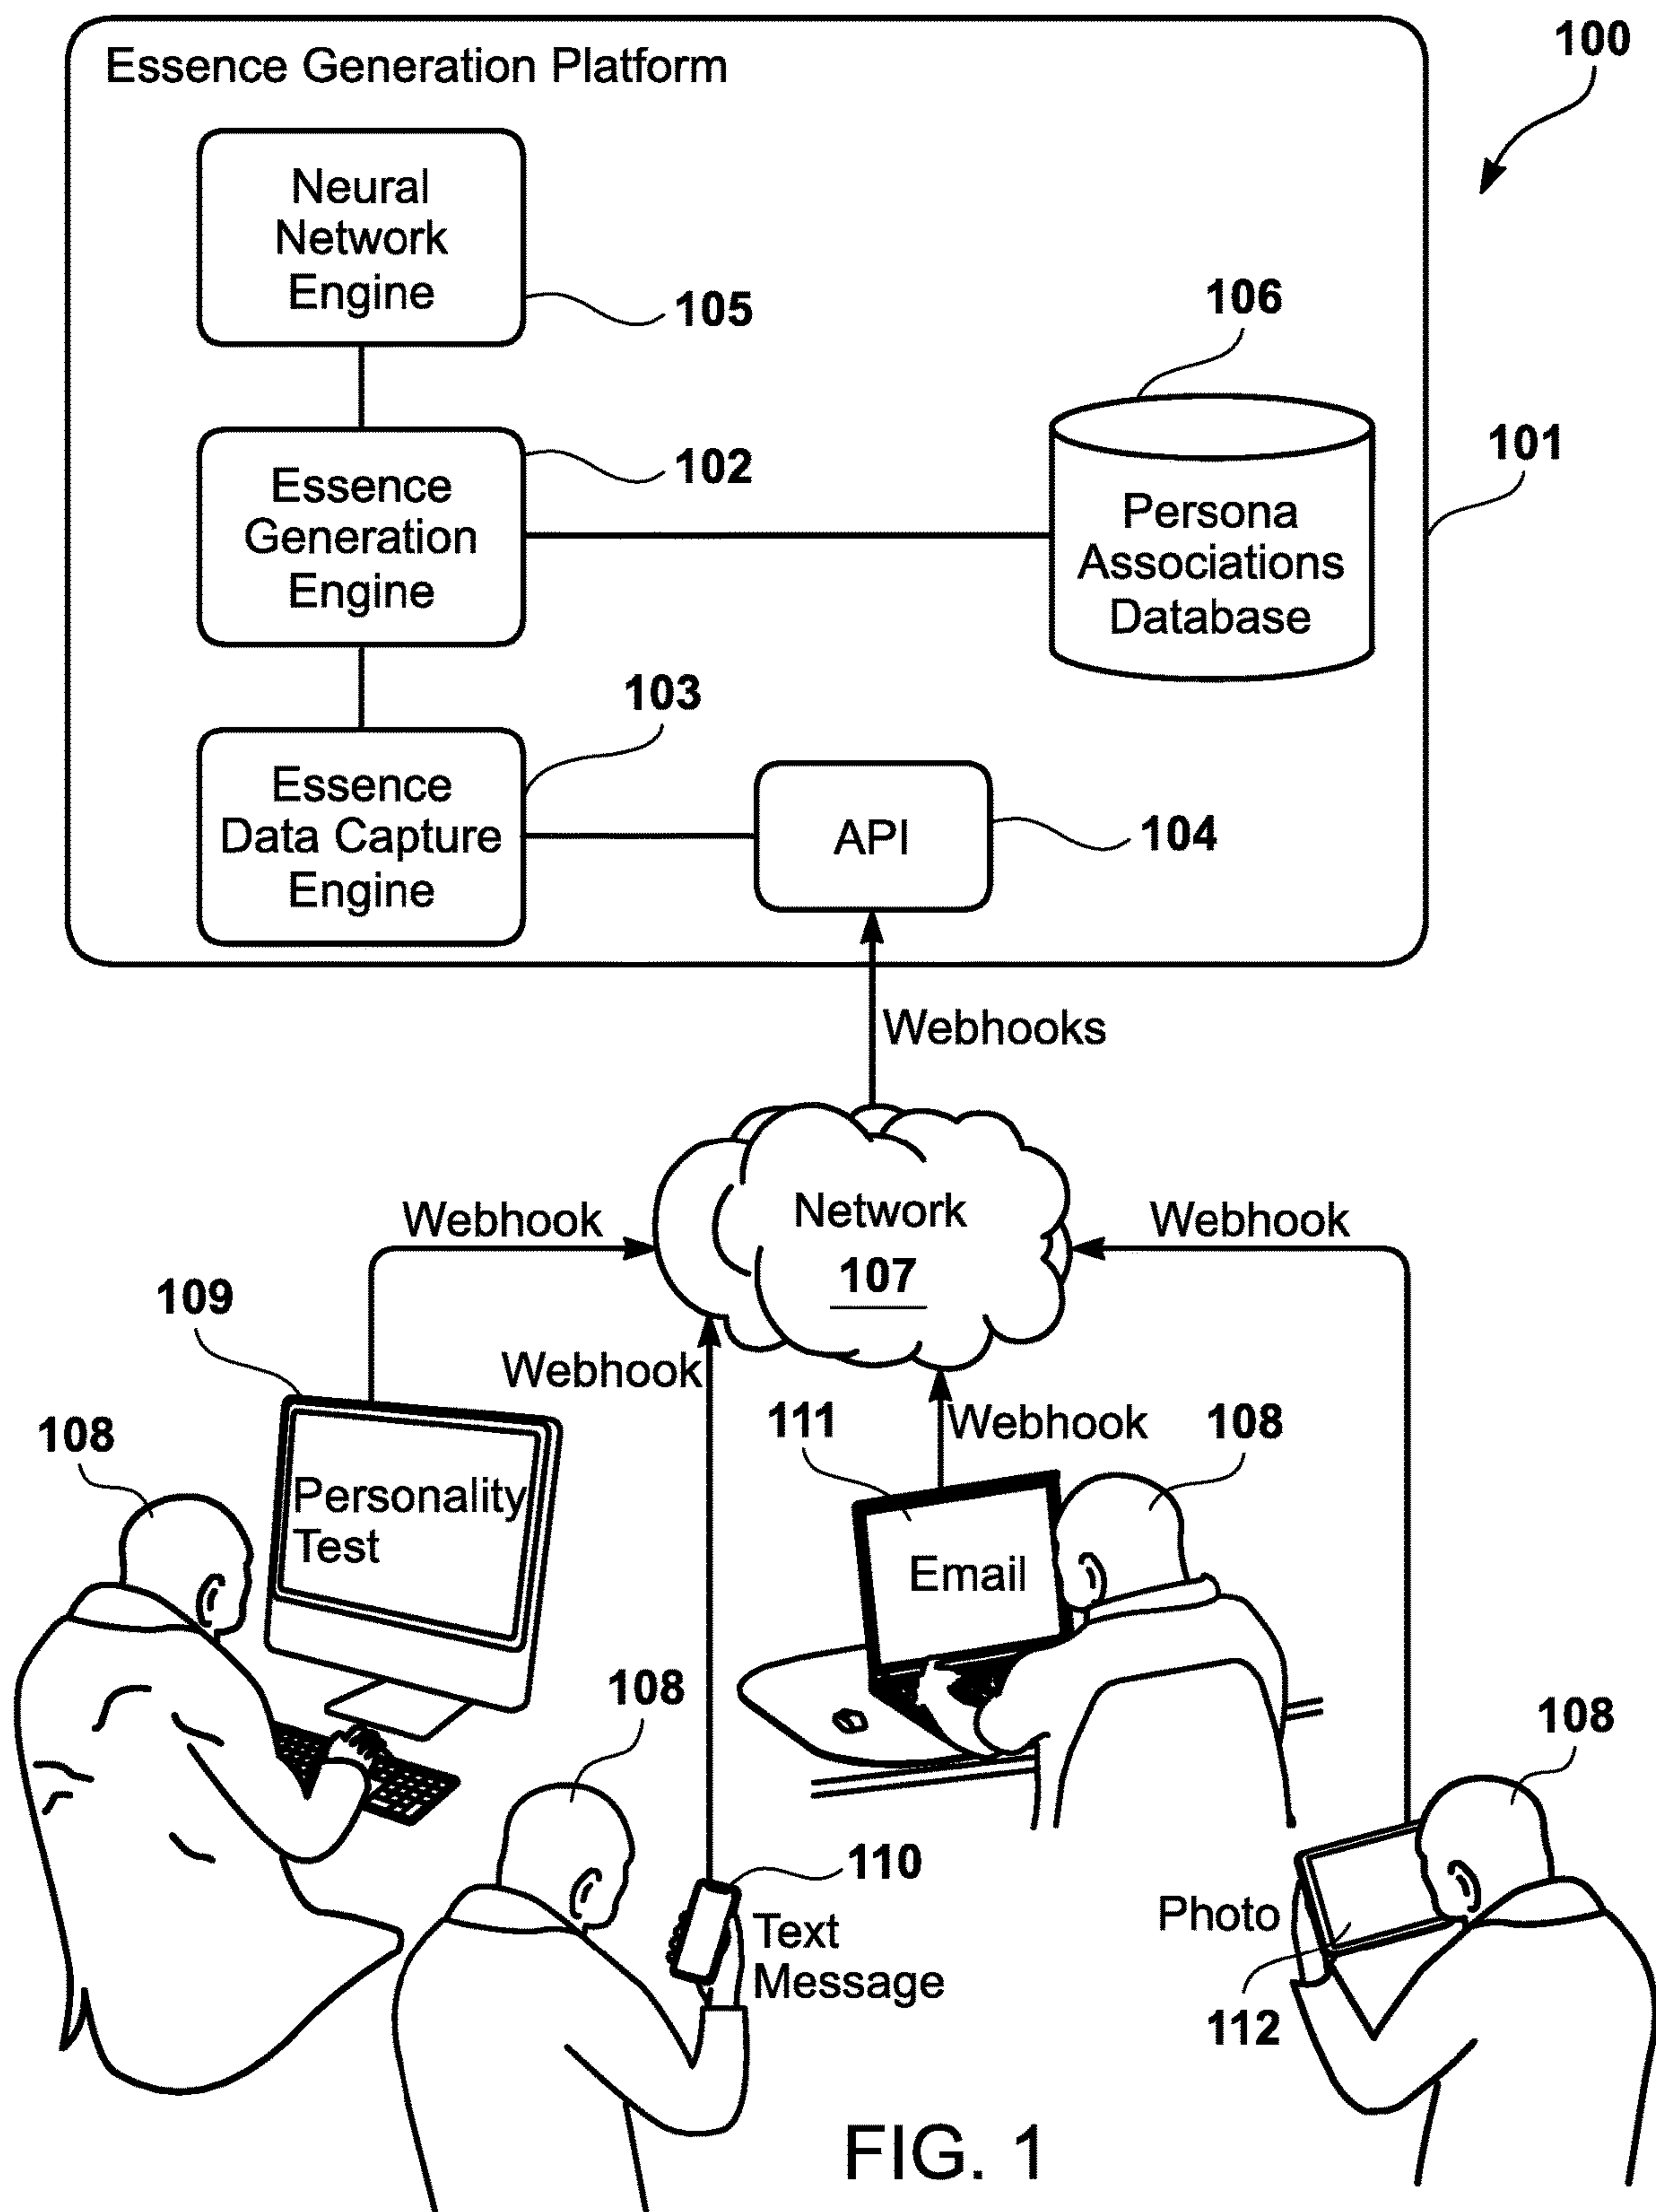 100
Essence Generation Platform
Neural
Network
Engine
105
106
102
101
Essence
Generation
Engine
Persona
Associations
Database
103
Essence
Data Capture
Engine
API
104
Webhooks
Network
107
Webhook
Webhook
109
Webhook
111
Webhook
108
108
Personality
Test
Email
108
108
110
Text
Message
Photo
112
FIG. 1